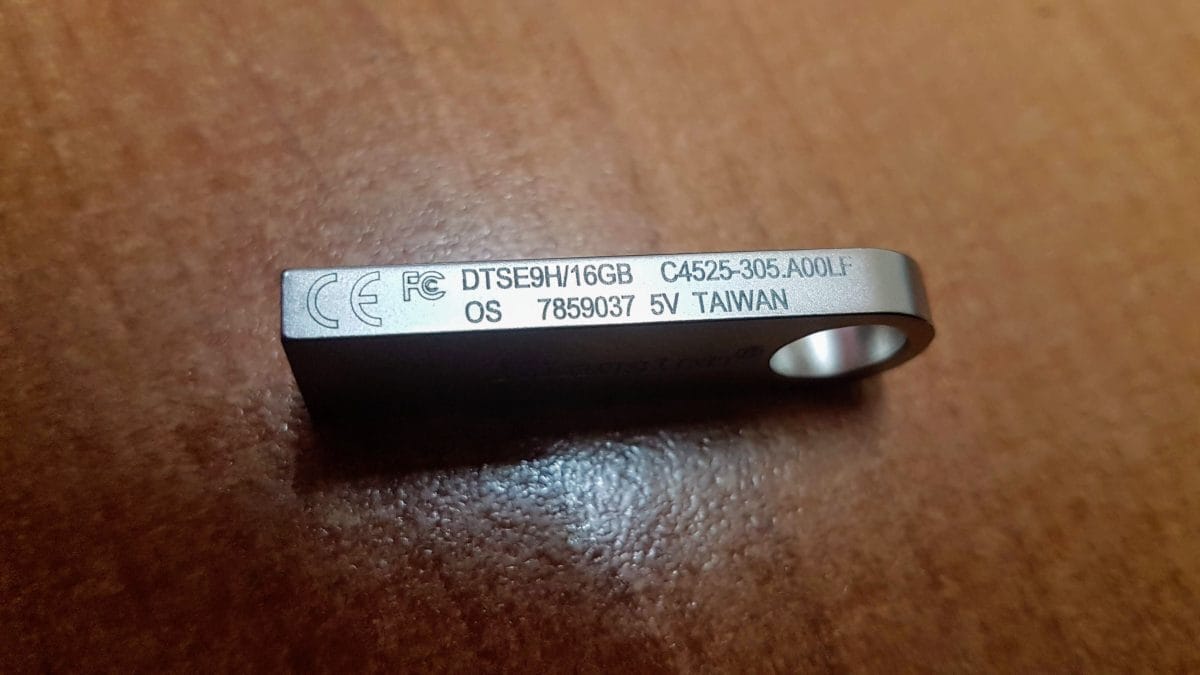 CE FC DTSE9H/16GB C4525-305.A00LF
OS 7859037 5V TAIWAN